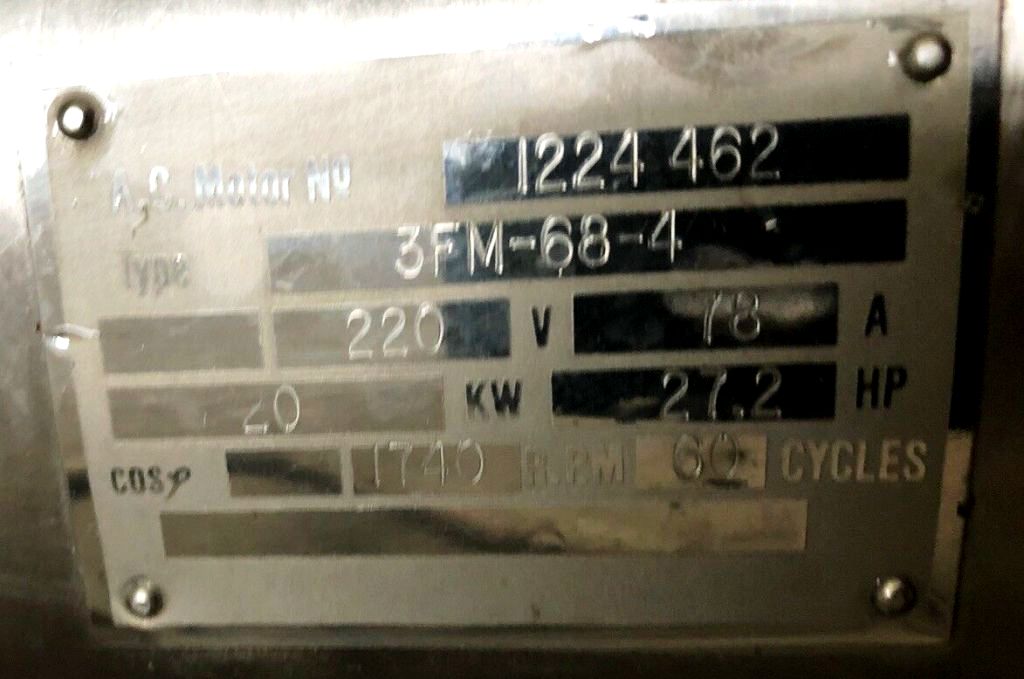 A.C. Motor Nº 1224 462
Type 3FM-68-4
220 V 78 A
20 KW 27.2 HP
COSφ 1740 R.P.M 60 CYCLES